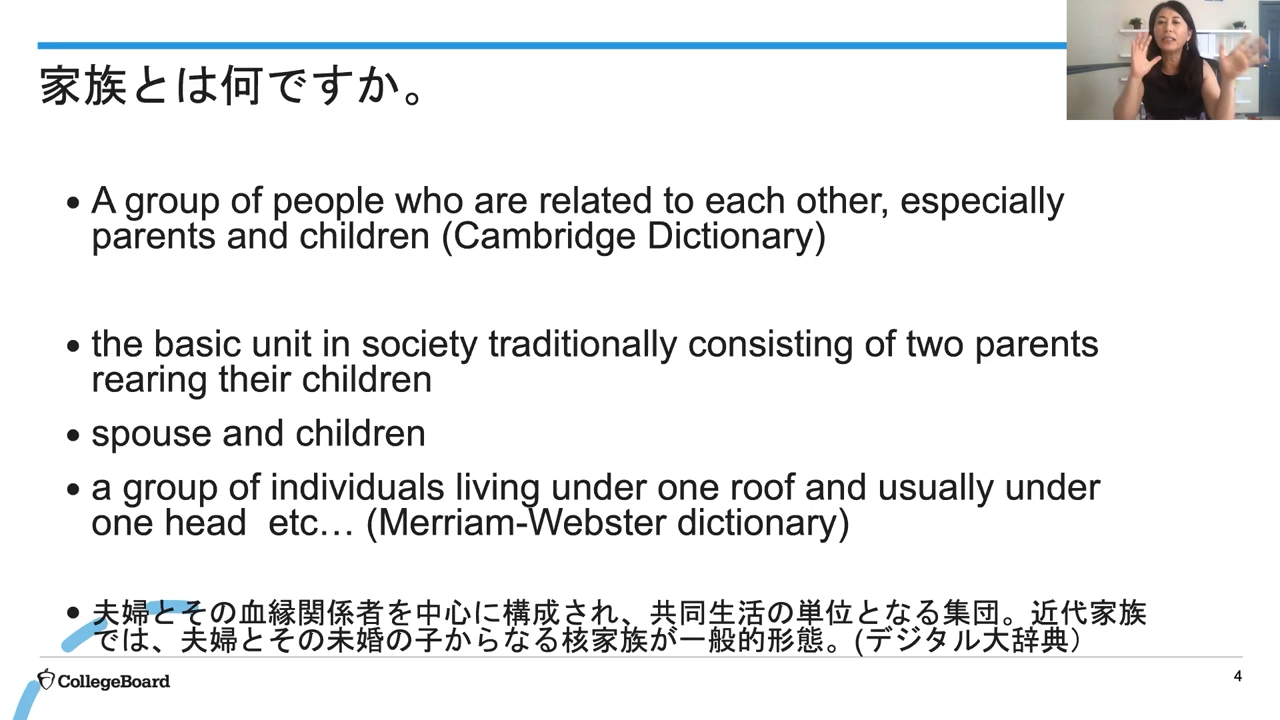 家族とは何ですか。
• A group of people who are related to each other, especially
parents and children (Cambridge Dictionary)
• the basic unit in society traditionally consisting of two parents
rearing their children
• spouse and children
• a group of individuals living under one roof and usually under
one head  etc… (Merriam-Webster dictionary)
• 夫婦とその血縁関係者を中心に構成され、共同生活の単位となる集団。近代家族
では、夫婦とその未婚の子からなる核家族が一般的形態。(デジタル大辞典）
CollegeBoard
4